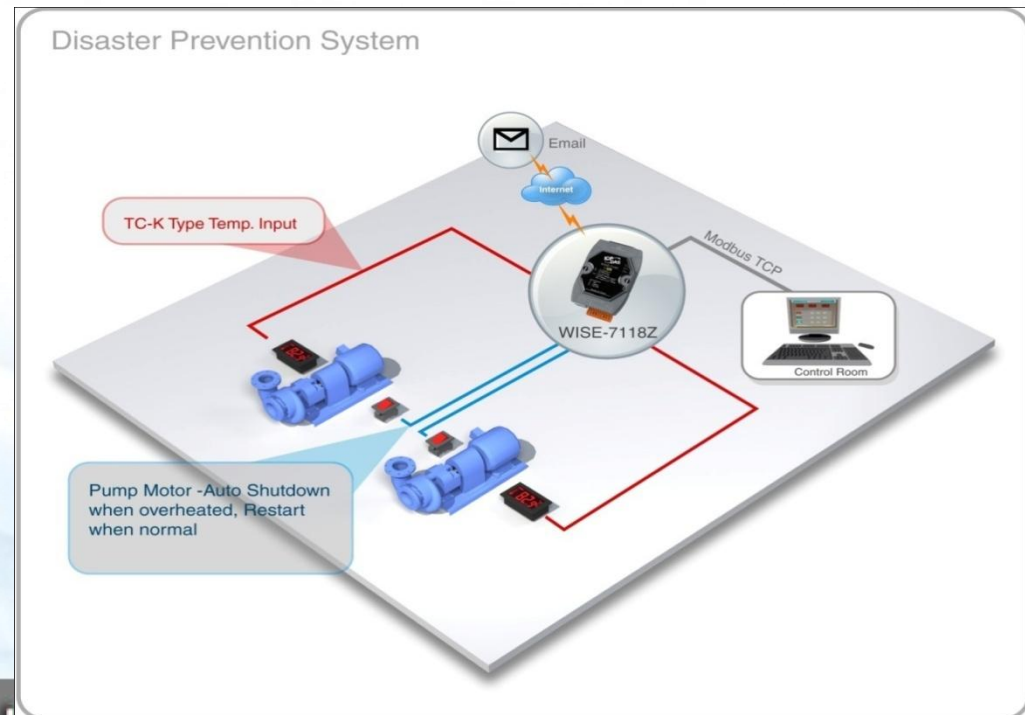 Disaster Prevention System
Email
Internet
TC-K Type Temp. Input
Modbus TCP
WISE-7118Z
Control Room
Pump Motor -Auto Shutdown
when overheated, Restart
when normal